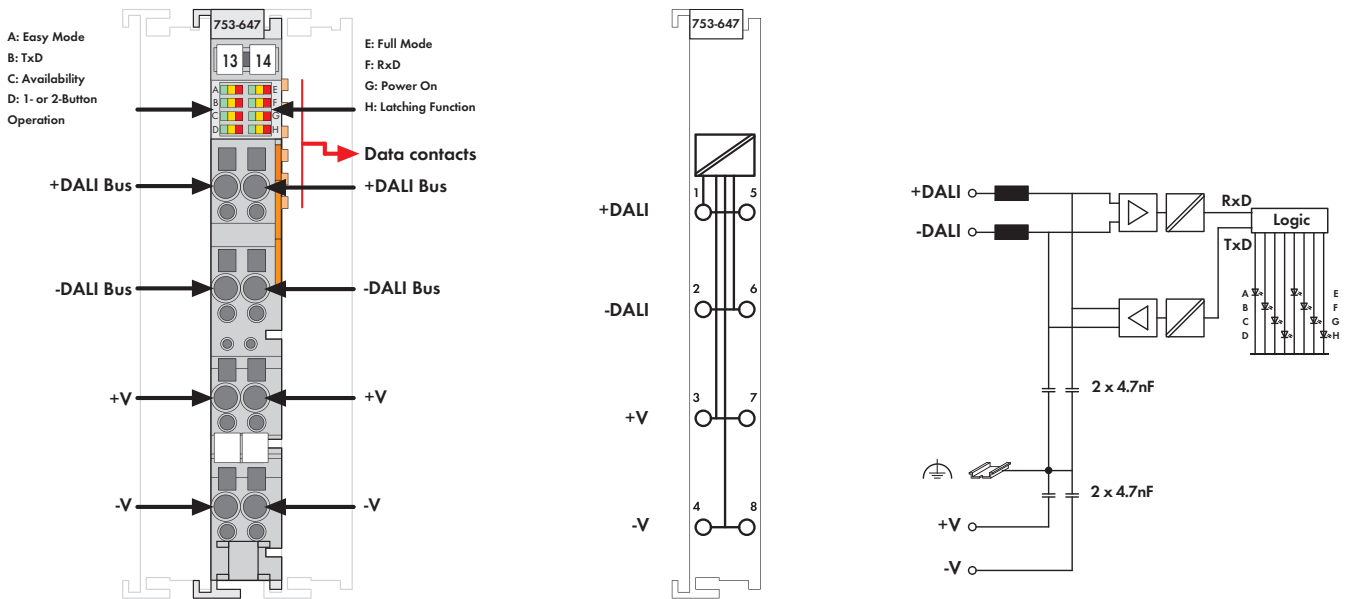 753-647
13 14
A: Easy Mode
B: TxD
C: Availability
D: 1- or 2-Button
Operation
E: Full Mode
F: RxD
G: Power On
H: Latching Function
A E
B F
C G
D H
Data contacts
+DALI Bus +DALI Bus
-DALI Bus -DALI Bus
+V +V
-V -V
753-647
1 5
+DALI
2 6
-DALI
3 7
+V
4 8
-V
+DALI
-DALI
RxD
Logic
TxD
A E
B F
C G
D H
2 x 4.7nF
2 x 4.7nF
+V
-V